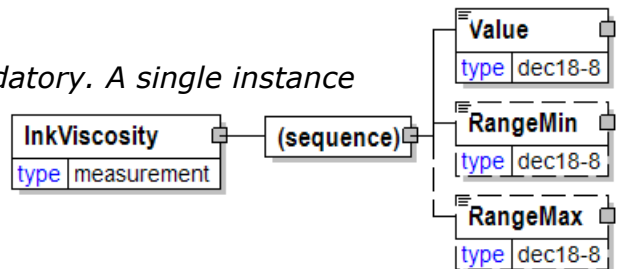 datory. A single instance
InkViscosity
type measurement
(sequence)
Value
type dec18-8
RangeMin
type dec18-8
RangeMax
type dec18-8